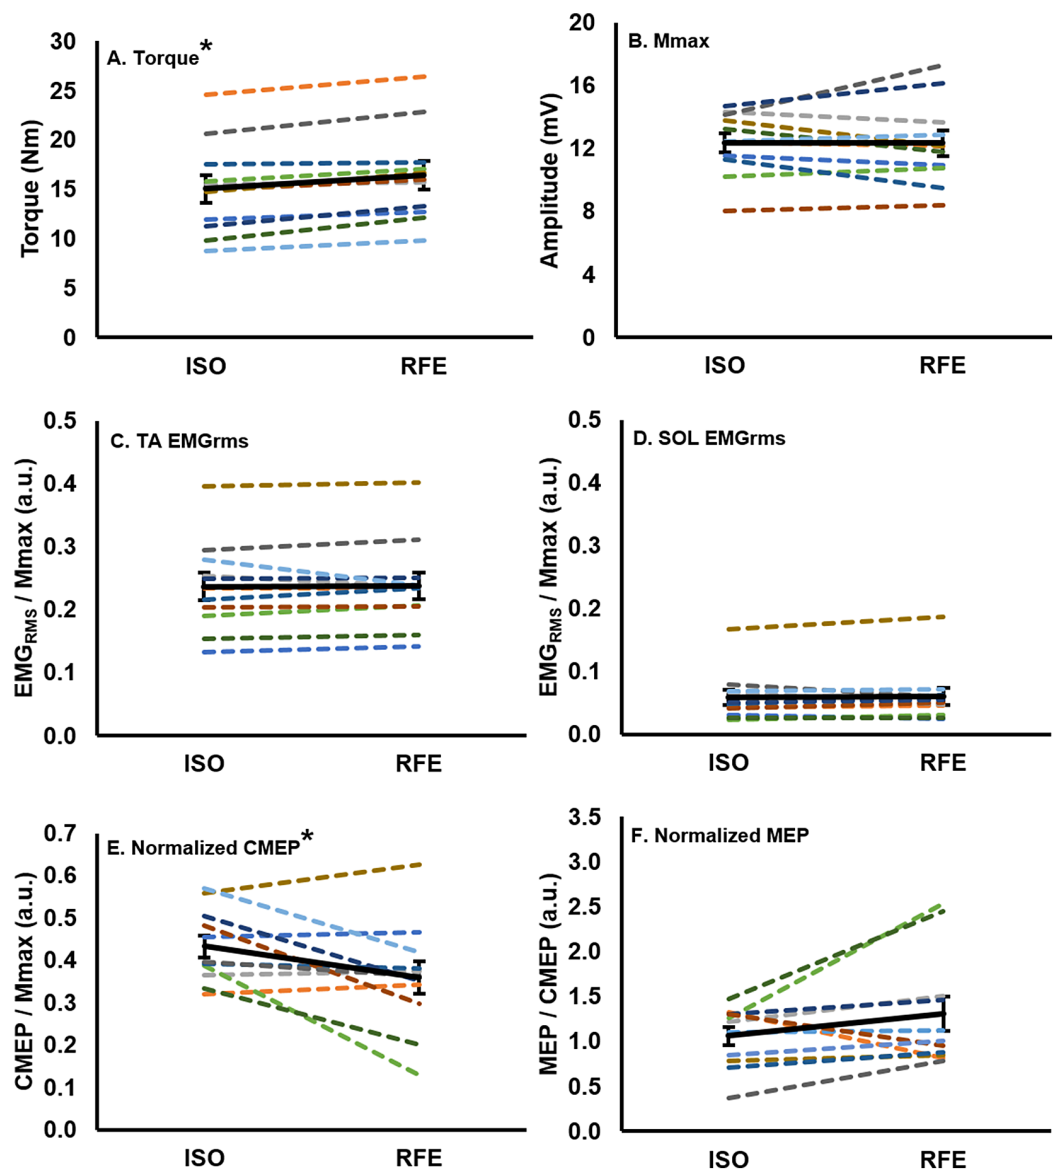 A. Torque*
Torque (Nm)
30
25
20
15
10
5
0
ISO RFE
B. Mmax
Amplitude (mV)
20
16
12
8
4
0
ISO RFE
C. TA EMGrms
EMGRMS / Mmax (a.u.)
0.5
0.4
0.3
0.2
0.1
0.0
ISO RFE
D. SOL EMGrms
EMGRMS / Mmax (a.u.)
0.5
0.4
0.3
0.2
0.1
0.0
ISO RFE
E. Normalized CMEP*
CMEP / Mmax (a.u.)
0.7
0.6
0.5
0.4
0.3
0.2
0.1
0.0
ISO RFE
F. Normalized MEP
MEP / CMEP (a.u.)
3.5
3.0
2.5
2.0
1.5
1.0
0.5
0.0
ISO RFE